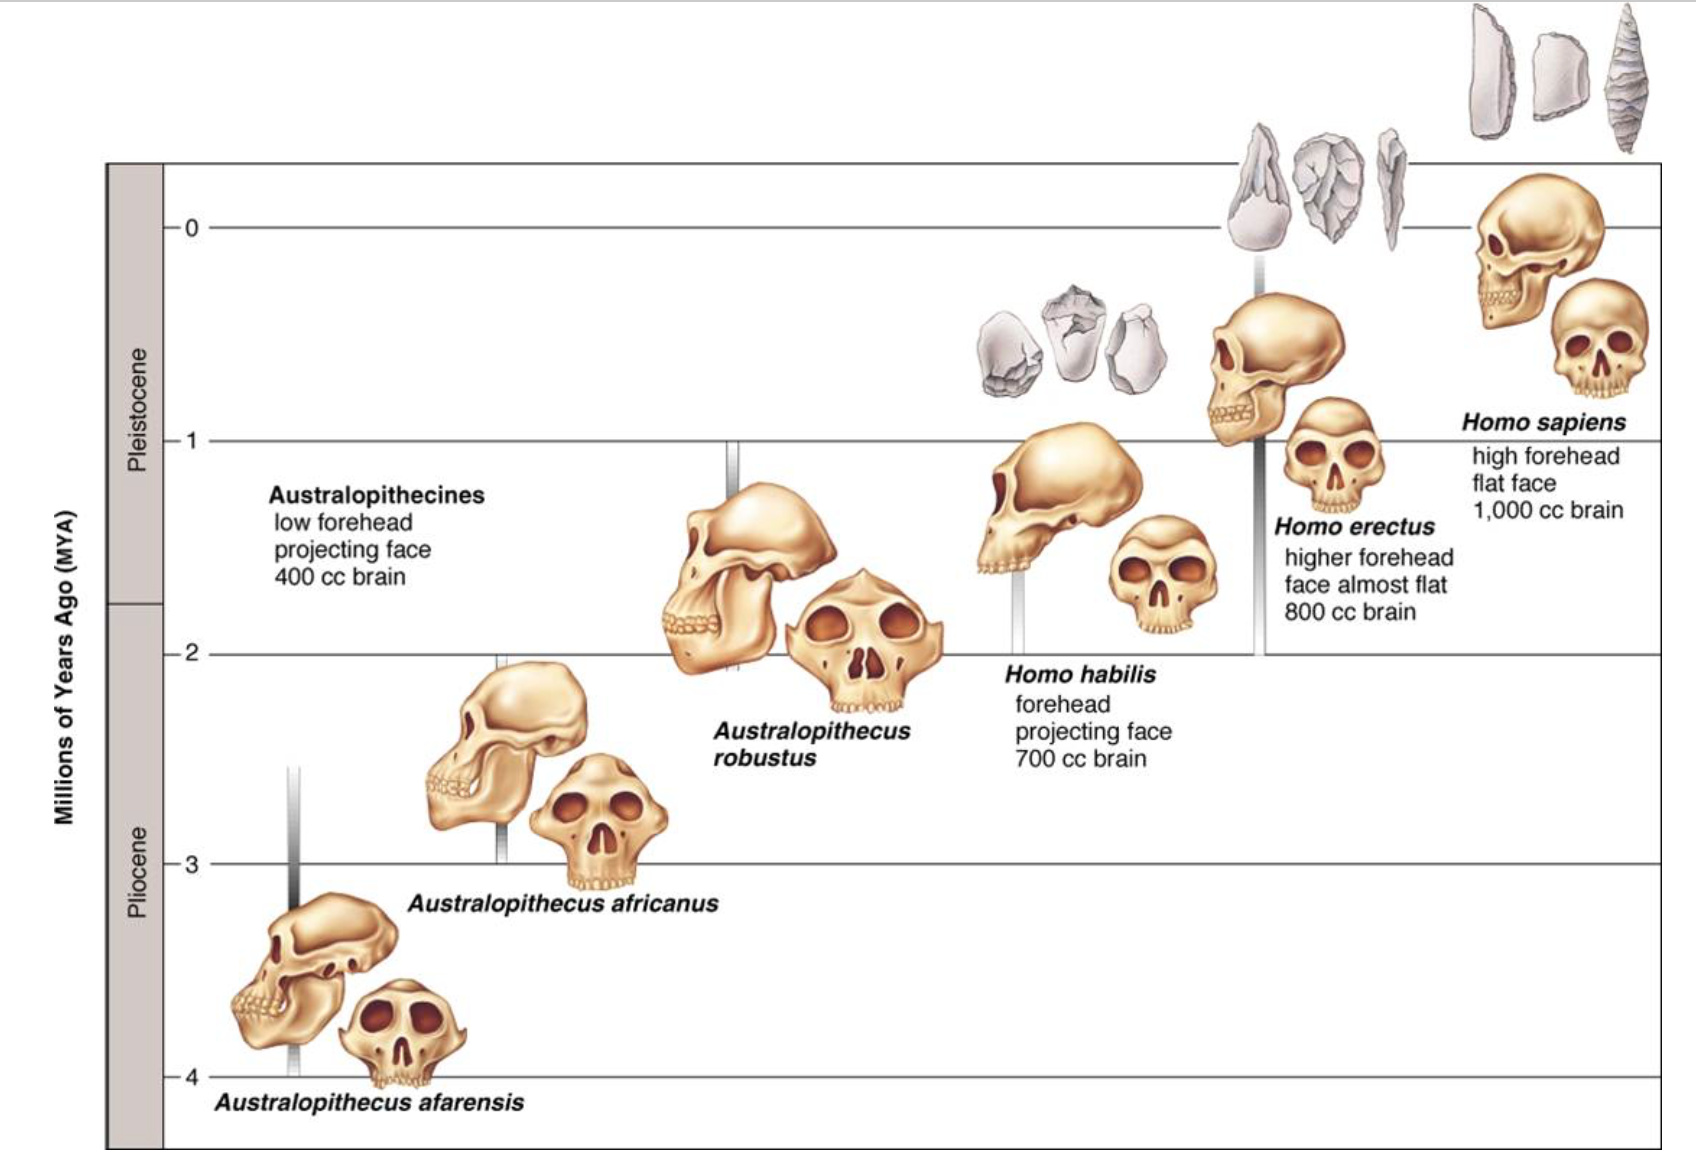 Millions of Years Ago (MYA)
Pleistocene
Pliocene
0
1
2
3
4
Australopithecines
low forehead
projecting face
400 cc brain
Australopithecus afarensis
Australopithecus africanus
Australopithecus
robustus
Homo habilis
forehead
projecting face
700 cc brain
Homo erectus
higher forehead
face almost flat
800 cc brain
Homo sapiens
high forehead
flat face
1,000 cc brain